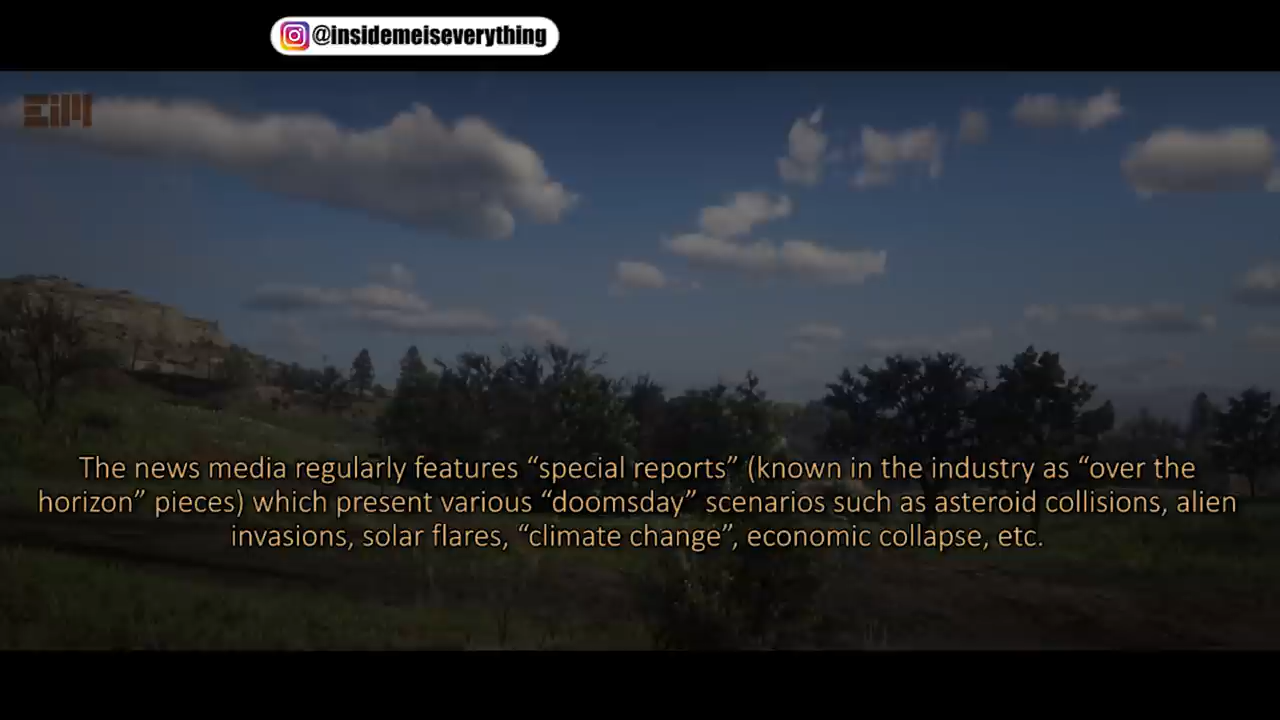 @insidemeiseverything
EiM
The news media regularly features “special reports” (known in the industry as “over the
horizon” pieces) which present various “doomsday” scenarios such as asteroid collisions, alien
invasions, solar flares, “climate change”, economic collapse, etc.